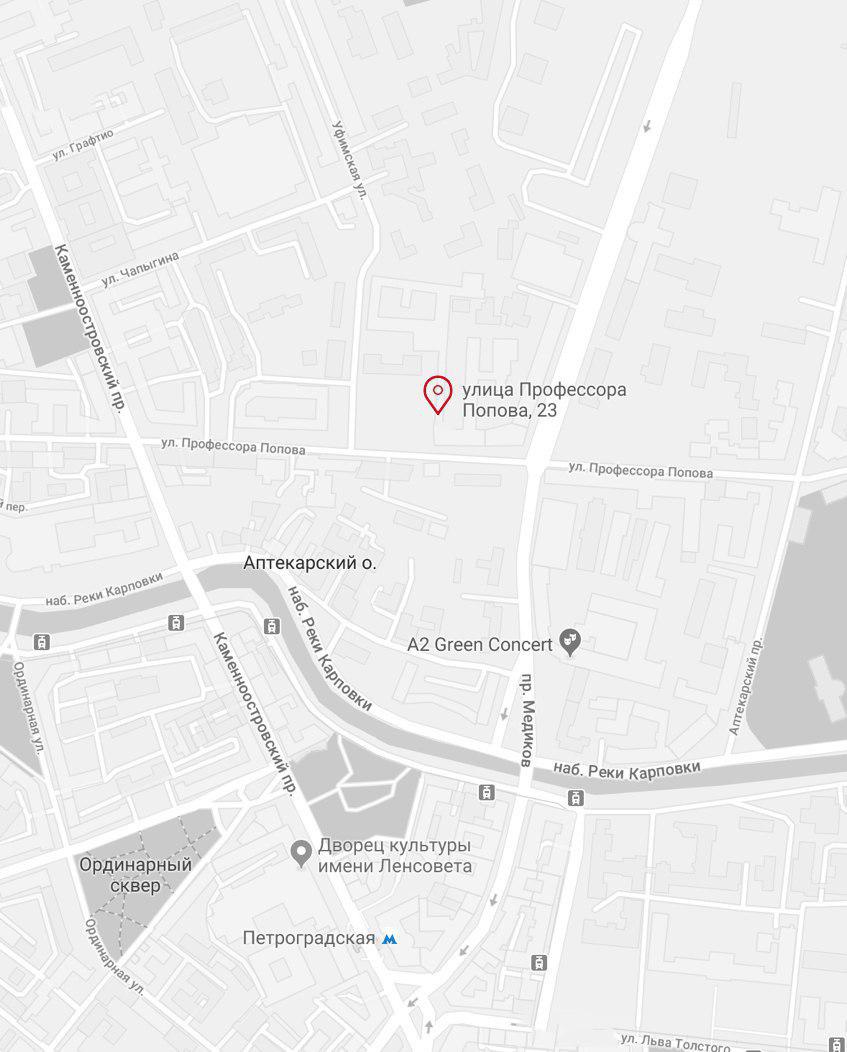 ул. Графтио
Уфимская ул.
ул. Чапыгина
Каменноостровский пр.
улица Профессора
Попова, 23
ул. Профессора Попова
ул. Профессора Попова
й пер.
Аптекарский о.
наб. Реки Карповки
наб. Реки Карповки
A2 Green Concert
Каменноостровский пр.
Ординарная ул.
пр. Медиков
Аптекарский пр.
наб. Реки Карповки
Дворец культуры
имени Ленсовета
Ординарный
сквер
Петроградская
Ординарная ул.
ул. Льва Толстого